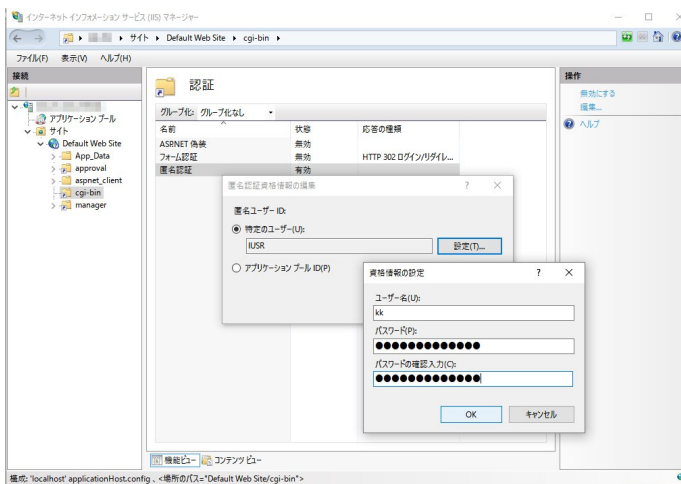 インターネット インフォメーション サービス (IIS) マネージャー
サイト ▸ Default Web Site ▸ cgi-bin ▸
ファイル(F) 表示(V) ヘルプ(H)
接続
アプリケーション プール
サイト
Default Web Site
App_Data
approval
aspnet_client
cgi-bin
manager
認証
グループ化: グループ化なし
名前 状態 応答の種類
ASP.NET 偽装 無効
フォーム認証 無効 HTTP 302 ログイン/リダイレ...
匿名認証 有効
匿名認証資格情報の編集 ? ×
匿名ユーザー ID:
特定のユーザー(U):
IUSR 設定(T)...
アプリケーション プール ID(P)
資格情報の設定 ? ×
ユーザー名(U):
kk
パスワード(P):
●●●●●●●●●●●●●
パスワードの確認入力(C):
●●●●●●●●●●●●●
OK キャンセル
機能ビュー コンテンツ ビュー
操作
無効にする
編集...
ヘルプ
構成: 'localhost' applicationHost.config 、<場所のパス="Default Web Site/cgi-bin">